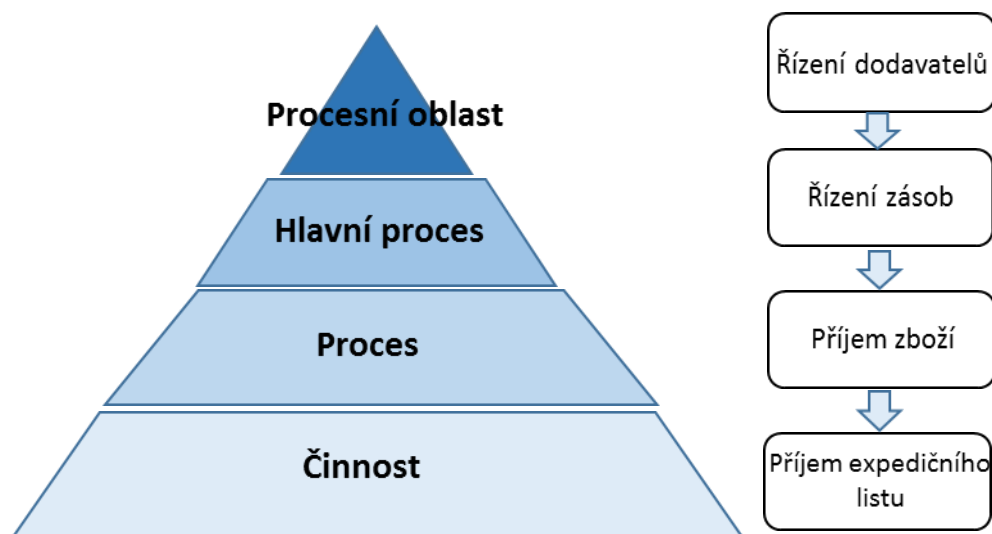 Procesní oblast
Hlavní proces
Proces
Činnost
Řízení dodavatelů
Řízení zásob
Příjem zboží
Příjem expedičního
listu